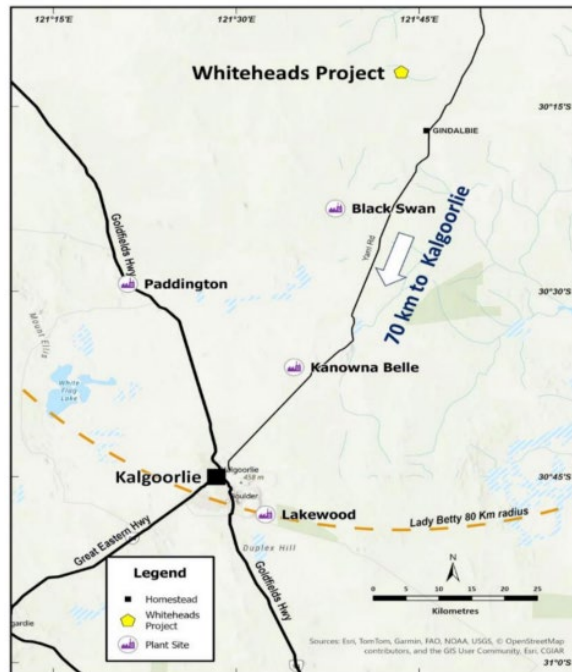 121°15'E
121°30'E
121°45'E
Whiteheads Project
30°15'S
GINDALBIE
Black Swan
Goldfields Hwy
Yarri Rd
70 km to Kalgoorlie
Paddington
30°30'S
Mount Ellis
Kanowna Belle
White
Flag
Lake
Kalgoorlie
Kalgoorlie
458 m
30°45'S
Boulder
Lakewood
Lady Betty 80 Km radius
Great Eastern Hwy
Duplex Hill
Goldfields Hwy
N
Legend
Homestead
Whiteheads
Project
Plant Site
0 5 10 15 20 25
Kilometres
gardie
Sources: Esri, TomTom, Garmin, FAO, NOAA, USGS, © OpenStreetMap
contributors, and the GIS User Community, Esri, CGIAR
31°0'S